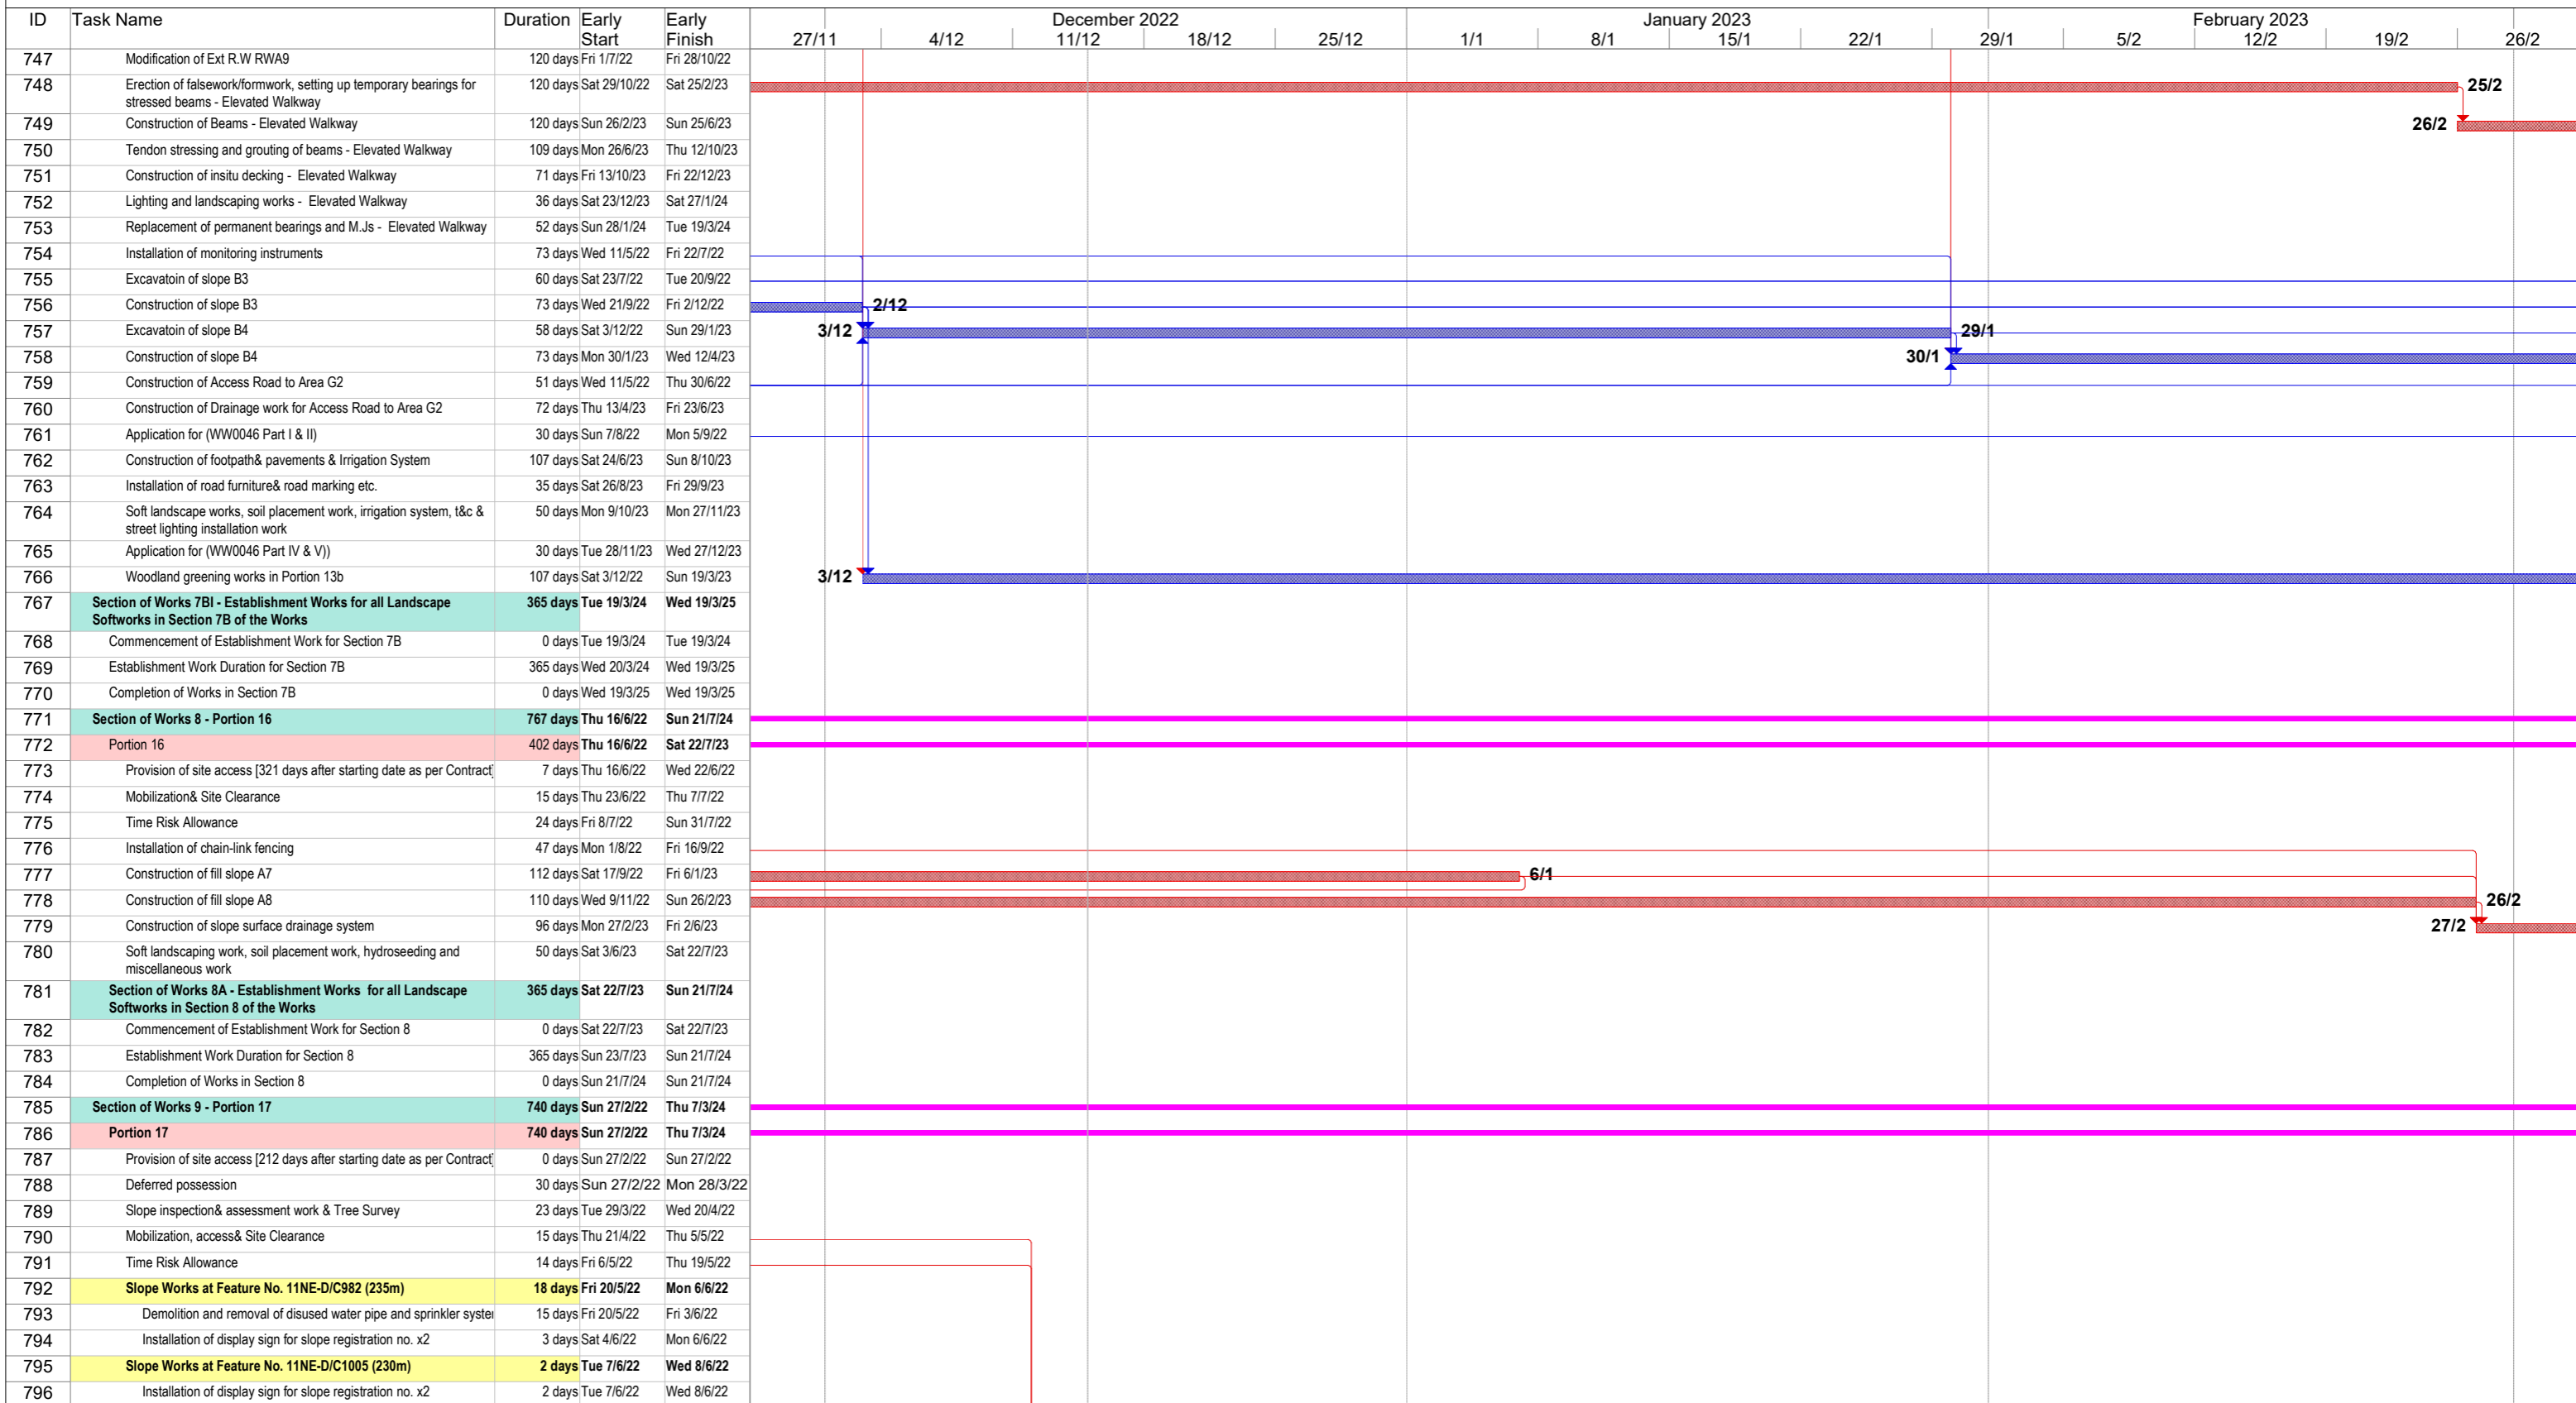 ID Task Name Duration Early Start Early Finish December 2022 January 2023 February 2023
27/11 4/12 11/12 18/12 25/12 1/1 8/1 15/1 22/1 29/1 5/2 12/2 19/2 26/2
747 Modification of Ext R.W RWA9 120 days Fri 1/7/22 Fri 28/10/22
748 Erection of falsework/formwork, setting up temporary bearings for 120 days Sat 29/10/22 Sat 25/2/23 25/2
stressed beams - Elevated Walkway
749 Construction of Beams - Elevated Walkway 120 days Sun 26/2/23 Sun 25/6/23 26/2
750 Tendon stressing and grouting of beams - Elevated Walkway 109 days Mon 26/6/23 Thu 12/10/23
751 Construction of insitu decking - Elevated Walkway 71 days Fri 13/10/23 Fri 22/12/23
752 Lighting and landscaping works - Elevated Walkway 36 days Sat 23/12/23 Sat 27/1/24
753 Replacement of permanent bearings and M.Js - Elevated Walkway 52 days Sun 28/1/24 Tue 19/3/24
754 Installation of monitoring instruments 73 days Wed 11/5/22 Fri 22/7/22
755 Excavatoin of slope B3 60 days Sat 23/7/22 Tue 20/9/22
756 Construction of slope B3 73 days Wed 21/9/22 Fri 2/12/22 2/12
757 Excavatoin of slope B4 58 days Sat 3/12/22 Sun 29/1/23 3/12 29/1
758 Construction of slope B4 73 days Mon 30/1/23 Wed 12/4/23 30/1
759 Construction of Access Road to Area G2 51 days Wed 11/5/22 Thu 30/6/22
760 Construction of Drainage work for Access Road to Area G2 72 days Thu 13/4/23 Fri 23/6/23
761 Application for (WW0046 Part I & II) 30 days Sun 7/8/22 Mon 5/9/22
762 Construction of footpath& pavements & Irrigation System 107 days Sat 24/6/23 Sun 8/10/23
763 Installation of road furniture& road marking etc. 35 days Sat 26/8/23 Fri 29/9/23
764 Soft landscape works, soil placement work, irrigation system, t&c & 50 days Mon 9/10/23 Mon 27/11/23
street lighting installation work
765 Application for (WW0046 Part IV & V)) 30 days Tue 28/11/23 Wed 27/12/23
766 Woodland greening works in Portion 13b 107 days Sat 3/12/22 Sun 19/3/23 3/12
767 Section of Works 7BI - Establishment Works for all Landscape 365 days Tue 19/3/24 Wed 19/3/25
Softworks in Section 7B of the Works
768 Commencement of Establishment Work for Section 7B 0 days Tue 19/3/24 Tue 19/3/24
769 Establishment Work Duration for Section 7B 365 days Wed 20/3/24 Wed 19/3/25
770 Completion of Works in Section 7B 0 days Wed 19/3/25 Wed 19/3/25
771 Section of Works 8 - Portion 16 767 days Thu 16/6/22 Sun 21/7/24
772 Portion 16 402 days Thu 16/6/22 Sat 22/7/23
773 Provision of site access [321 days after starting date as per Contract] 7 days Thu 16/6/22 Wed 22/6/22
774 Mobilization& Site Clearance 15 days Thu 23/6/22 Thu 7/7/22
775 Time Risk Allowance 24 days Fri 8/7/22 Sun 31/7/22
776 Installation of chain-link fencing 47 days Mon 1/8/22 Fri 16/9/22
777 Construction of fill slope A7 112 days Sat 17/9/22 Fri 6/1/23 6/1
778 Construction of fill slope A8 110 days Wed 9/11/22 Sun 26/2/23 26/2
779 Construction of slope surface drainage system 96 days Mon 27/2/23 Fri 2/6/23 27/2
780 Soft landscaping work, soil placement work, hydroseeding and 50 days Sat 3/6/23 Sat 22/7/23
miscellaneous work
781 Section of Works 8A - Establishment Works for all Landscape 365 days Sat 22/7/23 Sun 21/7/24
Softworks in Section 8 of the Works
782 Commencement of Establishment Work for Section 8 0 days Sat 22/7/23 Sat 22/7/23
783 Establishment Work Duration for Section 8 365 days Sun 23/7/23 Sun 21/7/24
784 Completion of Works in Section 8 0 days Sun 21/7/24 Sun 21/7/24
785 Section of Works 9 - Portion 17 740 days Sun 27/2/22 Thu 7/3/24
786 Portion 17 740 days Sun 27/2/22 Thu 7/3/24
787 Provision of site access [212 days after starting date as per Contract] 0 days Sun 27/2/22 Sun 27/2/22
788 Deferred possession 30 days Sun 27/2/22 Mon 28/3/22
789 Slope inspection& assessment work & Tree Survey 23 days Tue 29/3/22 Wed 20/4/22
790 Mobilization, access& Site Clearance 15 days Thu 21/4/22 Thu 5/5/22
791 Time Risk Allowance 14 days Fri 6/5/22 Thu 19/5/22
792 Slope Works at Feature No. 11NE-D/C982 (235m) 18 days Fri 20/5/22 Mon 6/6/22
793 Demolition and removal of disused water pipe and sprinkler syste 15 days Fri 20/5/22 Fri 3/6/22
794 Installation of display sign for slope registration no. x2 3 days Sat 4/6/22 Mon 6/6/22
795 Slope Works at Feature No. 11NE-D/C1005 (230m) 2 days Tue 7/6/22 Wed 8/6/22
796 Installation of display sign for slope registration no. x2 2 days Tue 7/6/22 Wed 8/6/22